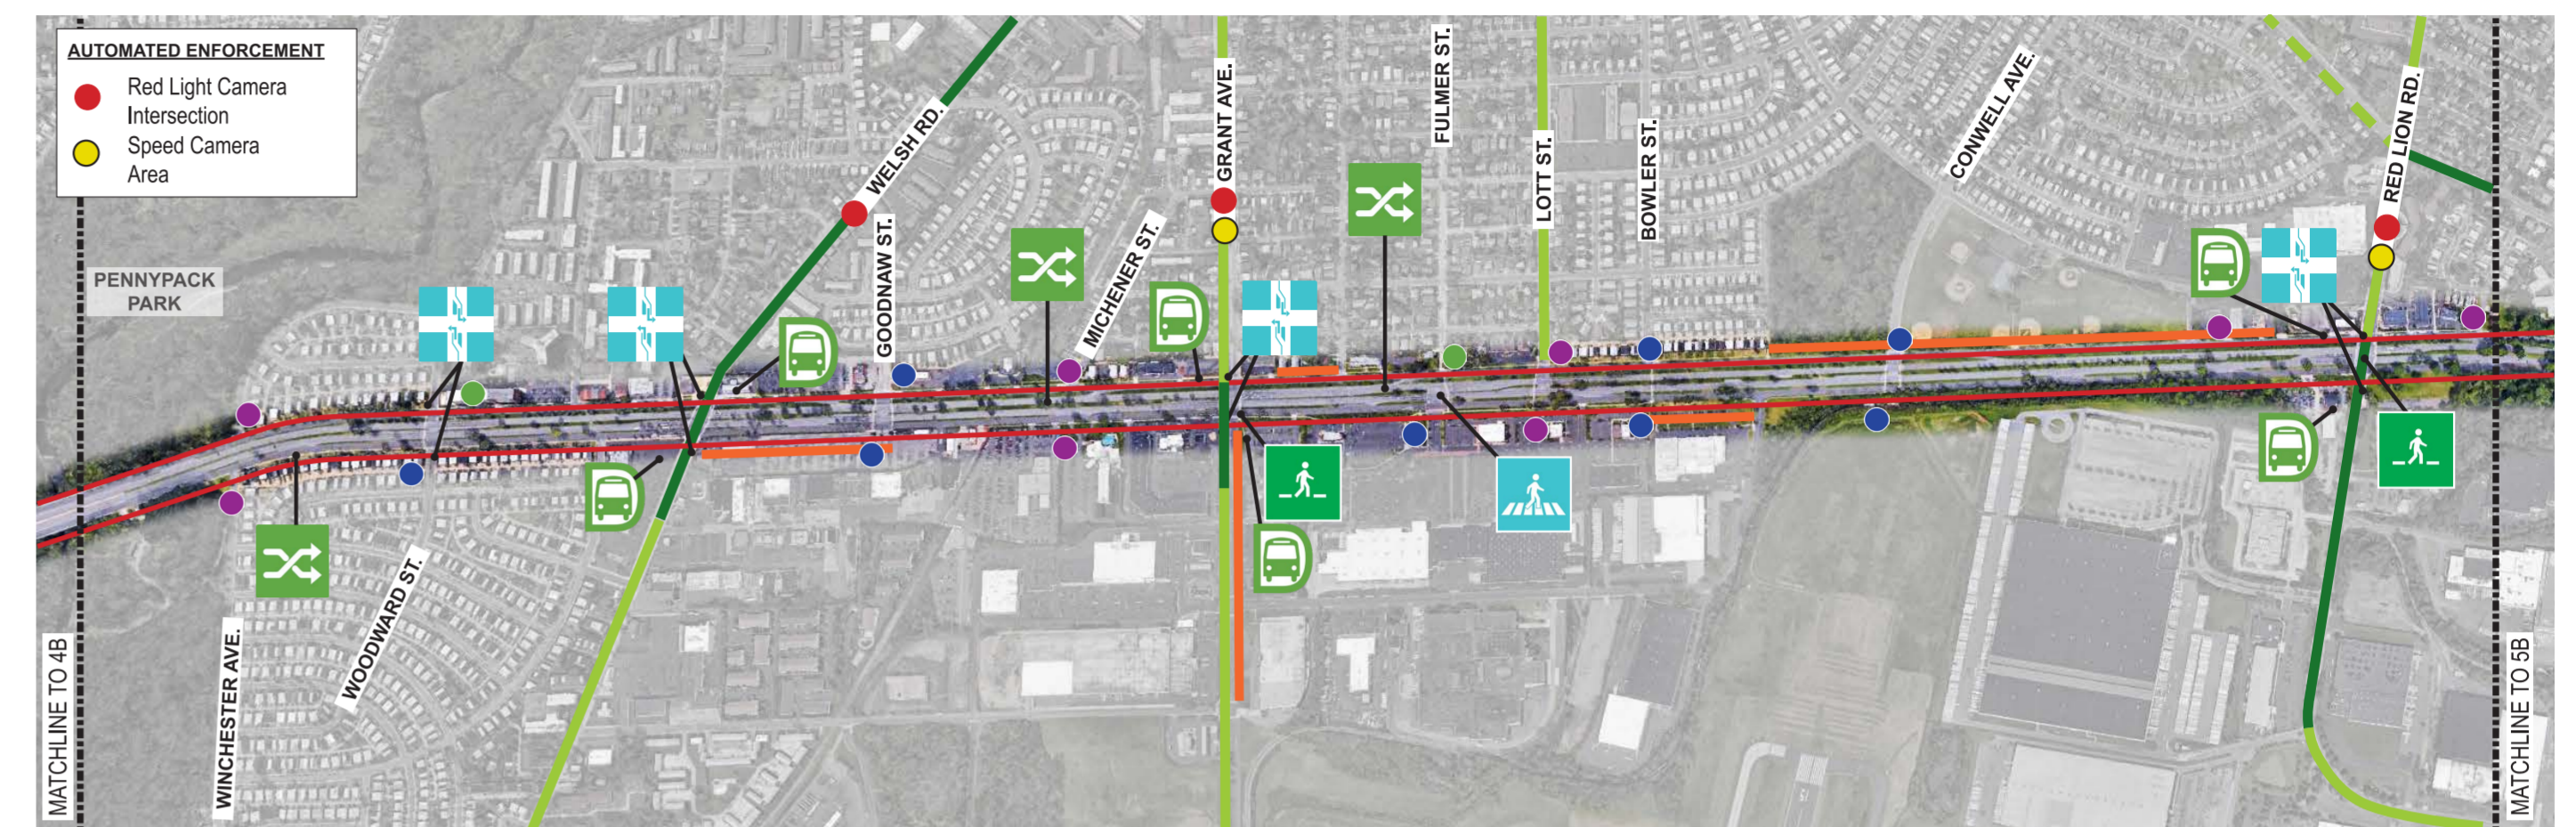 AUTOMATED ENFORCEMENT
Red Light Camera
Intersection
Speed Camera
Area
PENNYPACK
PARK
MATCHLINE TO 4B
WINCHESTER AVE.
WOODWARD ST.
WELSH RD.
GOODNAW ST.
MICHENER ST.
GRANT AVE.
FULMER ST.
LOTT ST.
BOWLER ST.
CONWELL AVE.
RED LION RD.
MATCHLINE TO 5B